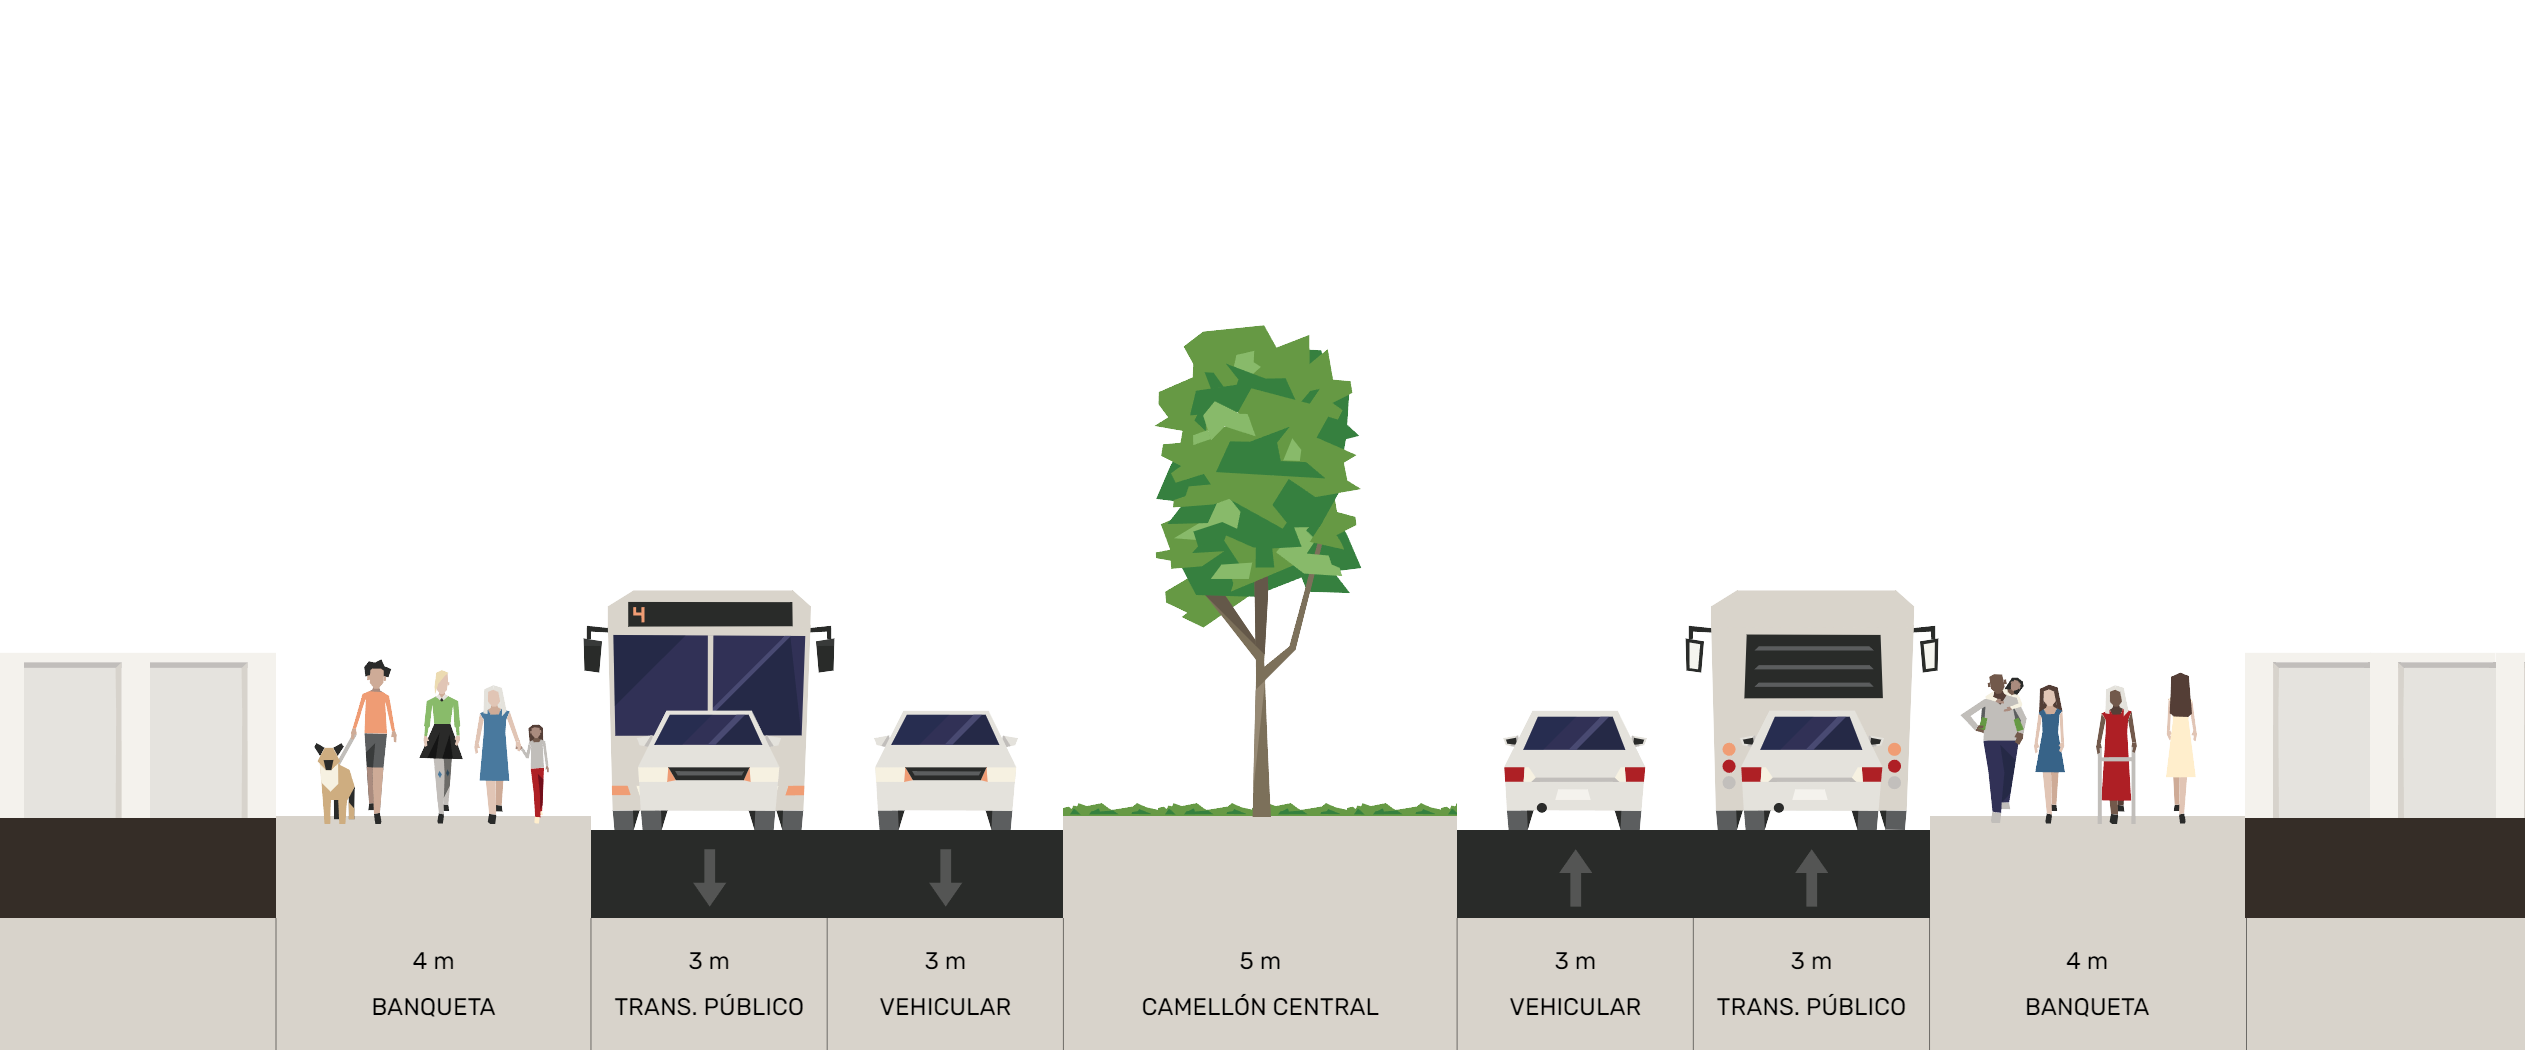 4
4 m
BANQUETA
3 m
TRANS. PÚBLICO
3 m
VEHICULAR
5 m
CAMELLÓN CENTRAL
3 m
VEHICULAR
3 m
TRANS. PÚBLICO
4 m
BANQUETA